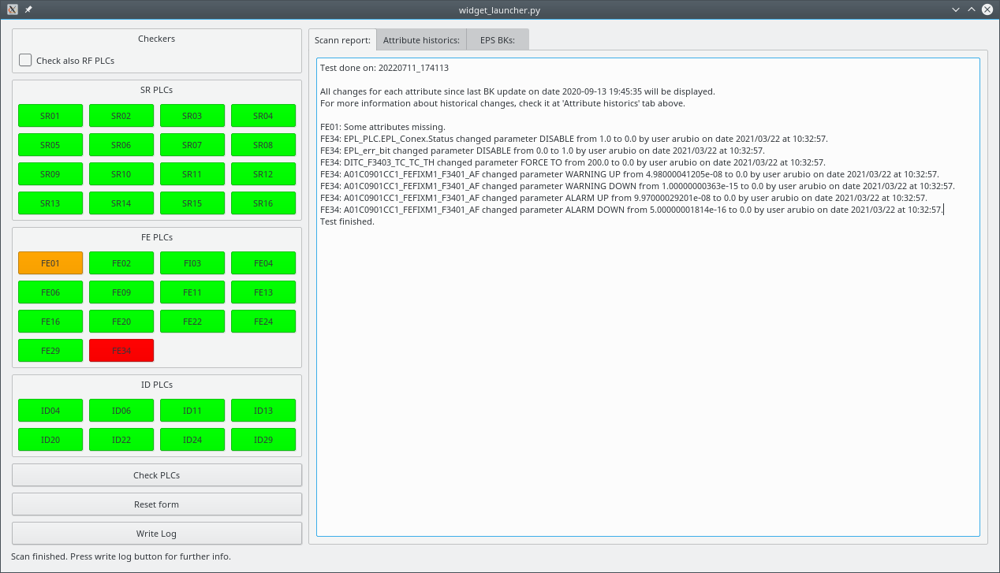 widget_launcher.py
Checkers
Check also RF PLCs
SR PLCs
SR01 SR02 SR03 SR04
SR05 SR06 SR07 SR08
SR09 SR10 SR11 SR12
SR13 SR14 SR15 SR16
FE PLCs
FE01 FE02 FI03 FE04
FE06 FE09 FE11 FE13
FE16 FE20 FE22 FE24
FE29 FE34
ID PLCs
ID04 ID06 ID11 ID13
ID20 ID22 ID24 ID29
Check PLCs
Reset form
Write Log
Scan finished. Press write log button for further info.
Scann report: Attribute historics: EPS BKs:
Test done on: 20220711_174113
All changes for each attribute since last BK update on date 2020-09-13 19:45:35 will be displayed.
For more information about historical changes, check it at 'Attribute historics' tab above.
FE01: Some attributes missing.
FE34: EPL_PLC.EPL_Conex.Status changed parameter DISABLE from 1.0 to 0.0 by user arubio on date 2021/03/22 at 10:32:57.
FE34: EPL_err_bit changed parameter DISABLE from 0.0 to 1.0 by user arubio on date 2021/03/22 at 10:32:57.
FE34: DITC_F3403_TC_TC_TH changed parameter FORCE TO from 200.0 to 0.0 by user arubio on date 2021/03/22 at 10:32:57.
FE34: A01C0901CC1_FEFIXM1_F3401_AF changed parameter WARNING UP from 4.98000041205e-08 to 0.0 by user arubio on date 2021/03/22 at 10:32:57.
FE34: A01C0901CC1_FEFIXM1_F3401_AF changed parameter WARNING DOWN from 1.00000000363e-15 to 0.0 by user arubio on date 2021/03/22 at 10:32:57.
FE34: A01C0901CC1_FEFIXM1_F3401_AF changed parameter ALARM UP from 9.97000029201e-08 to 0.0 by user arubio on date 2021/03/22 at 10:32:57.
FE34: A01C0901CC1_FEFIXM1_F3401_AF changed parameter ALARM DOWN from 5.00000001814e-16 to 0.0 by user arubio on date 2021/03/22 at 10:32:57.
Test finished.